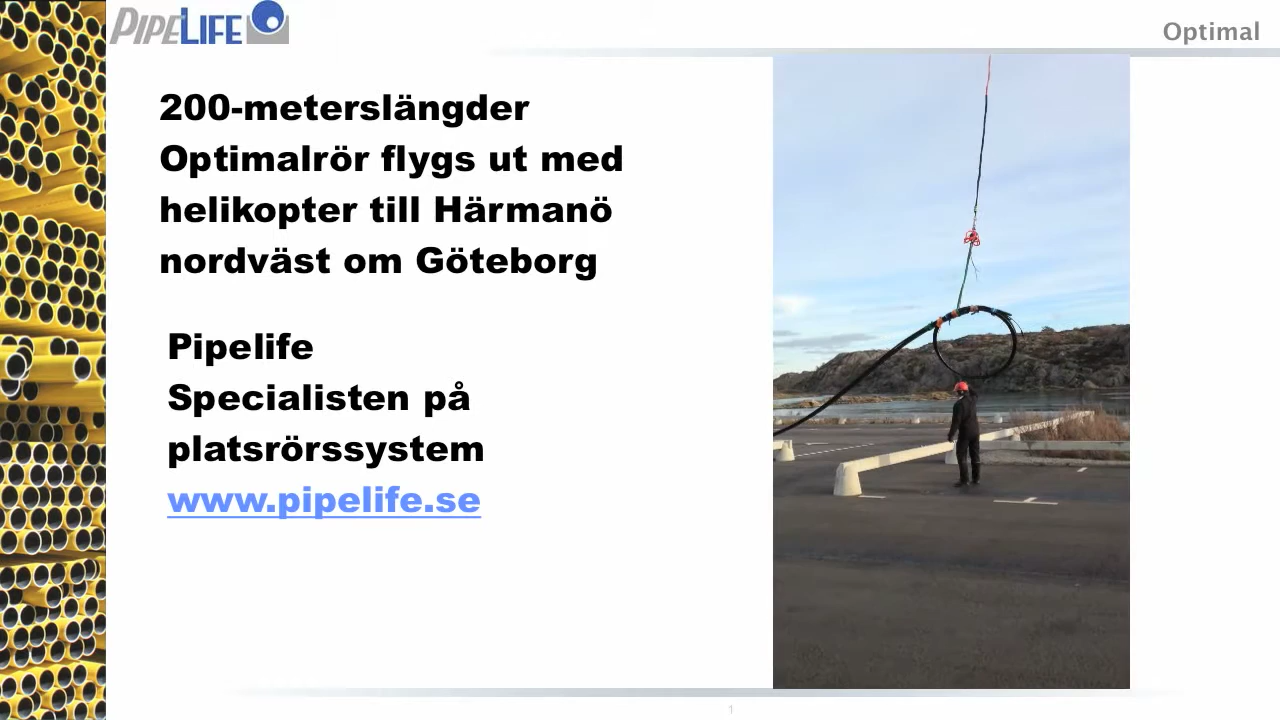 PIPELIFE
Optimal
200-meterslängder
Optimalrör flygs ut med
helikopter till Härmanö
nordväst om Göteborg
Pipelife
Specialisten på
platsrörssystem
www.pipelife.se
1